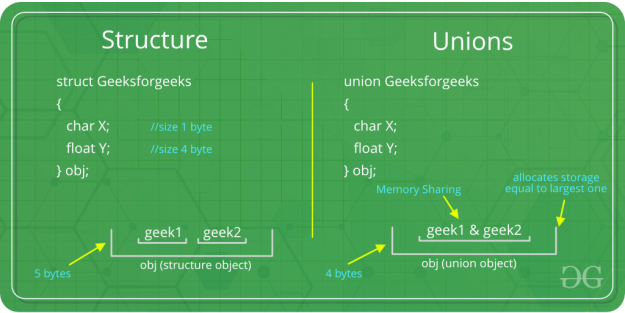 Structure
struct Geeksforgeeks
{
char X; //size 1 byte
float Y; //size 4 byte
} obj;
geek1 geek2
obj (structure object)
5 bytes
Unions
union Geeksforgeeks
{
char X;
float Y;
} obj;
Memory Sharing
allocates storage
equal to largest one
geek1 & geek2
obj (union object)
4 bytes
GG